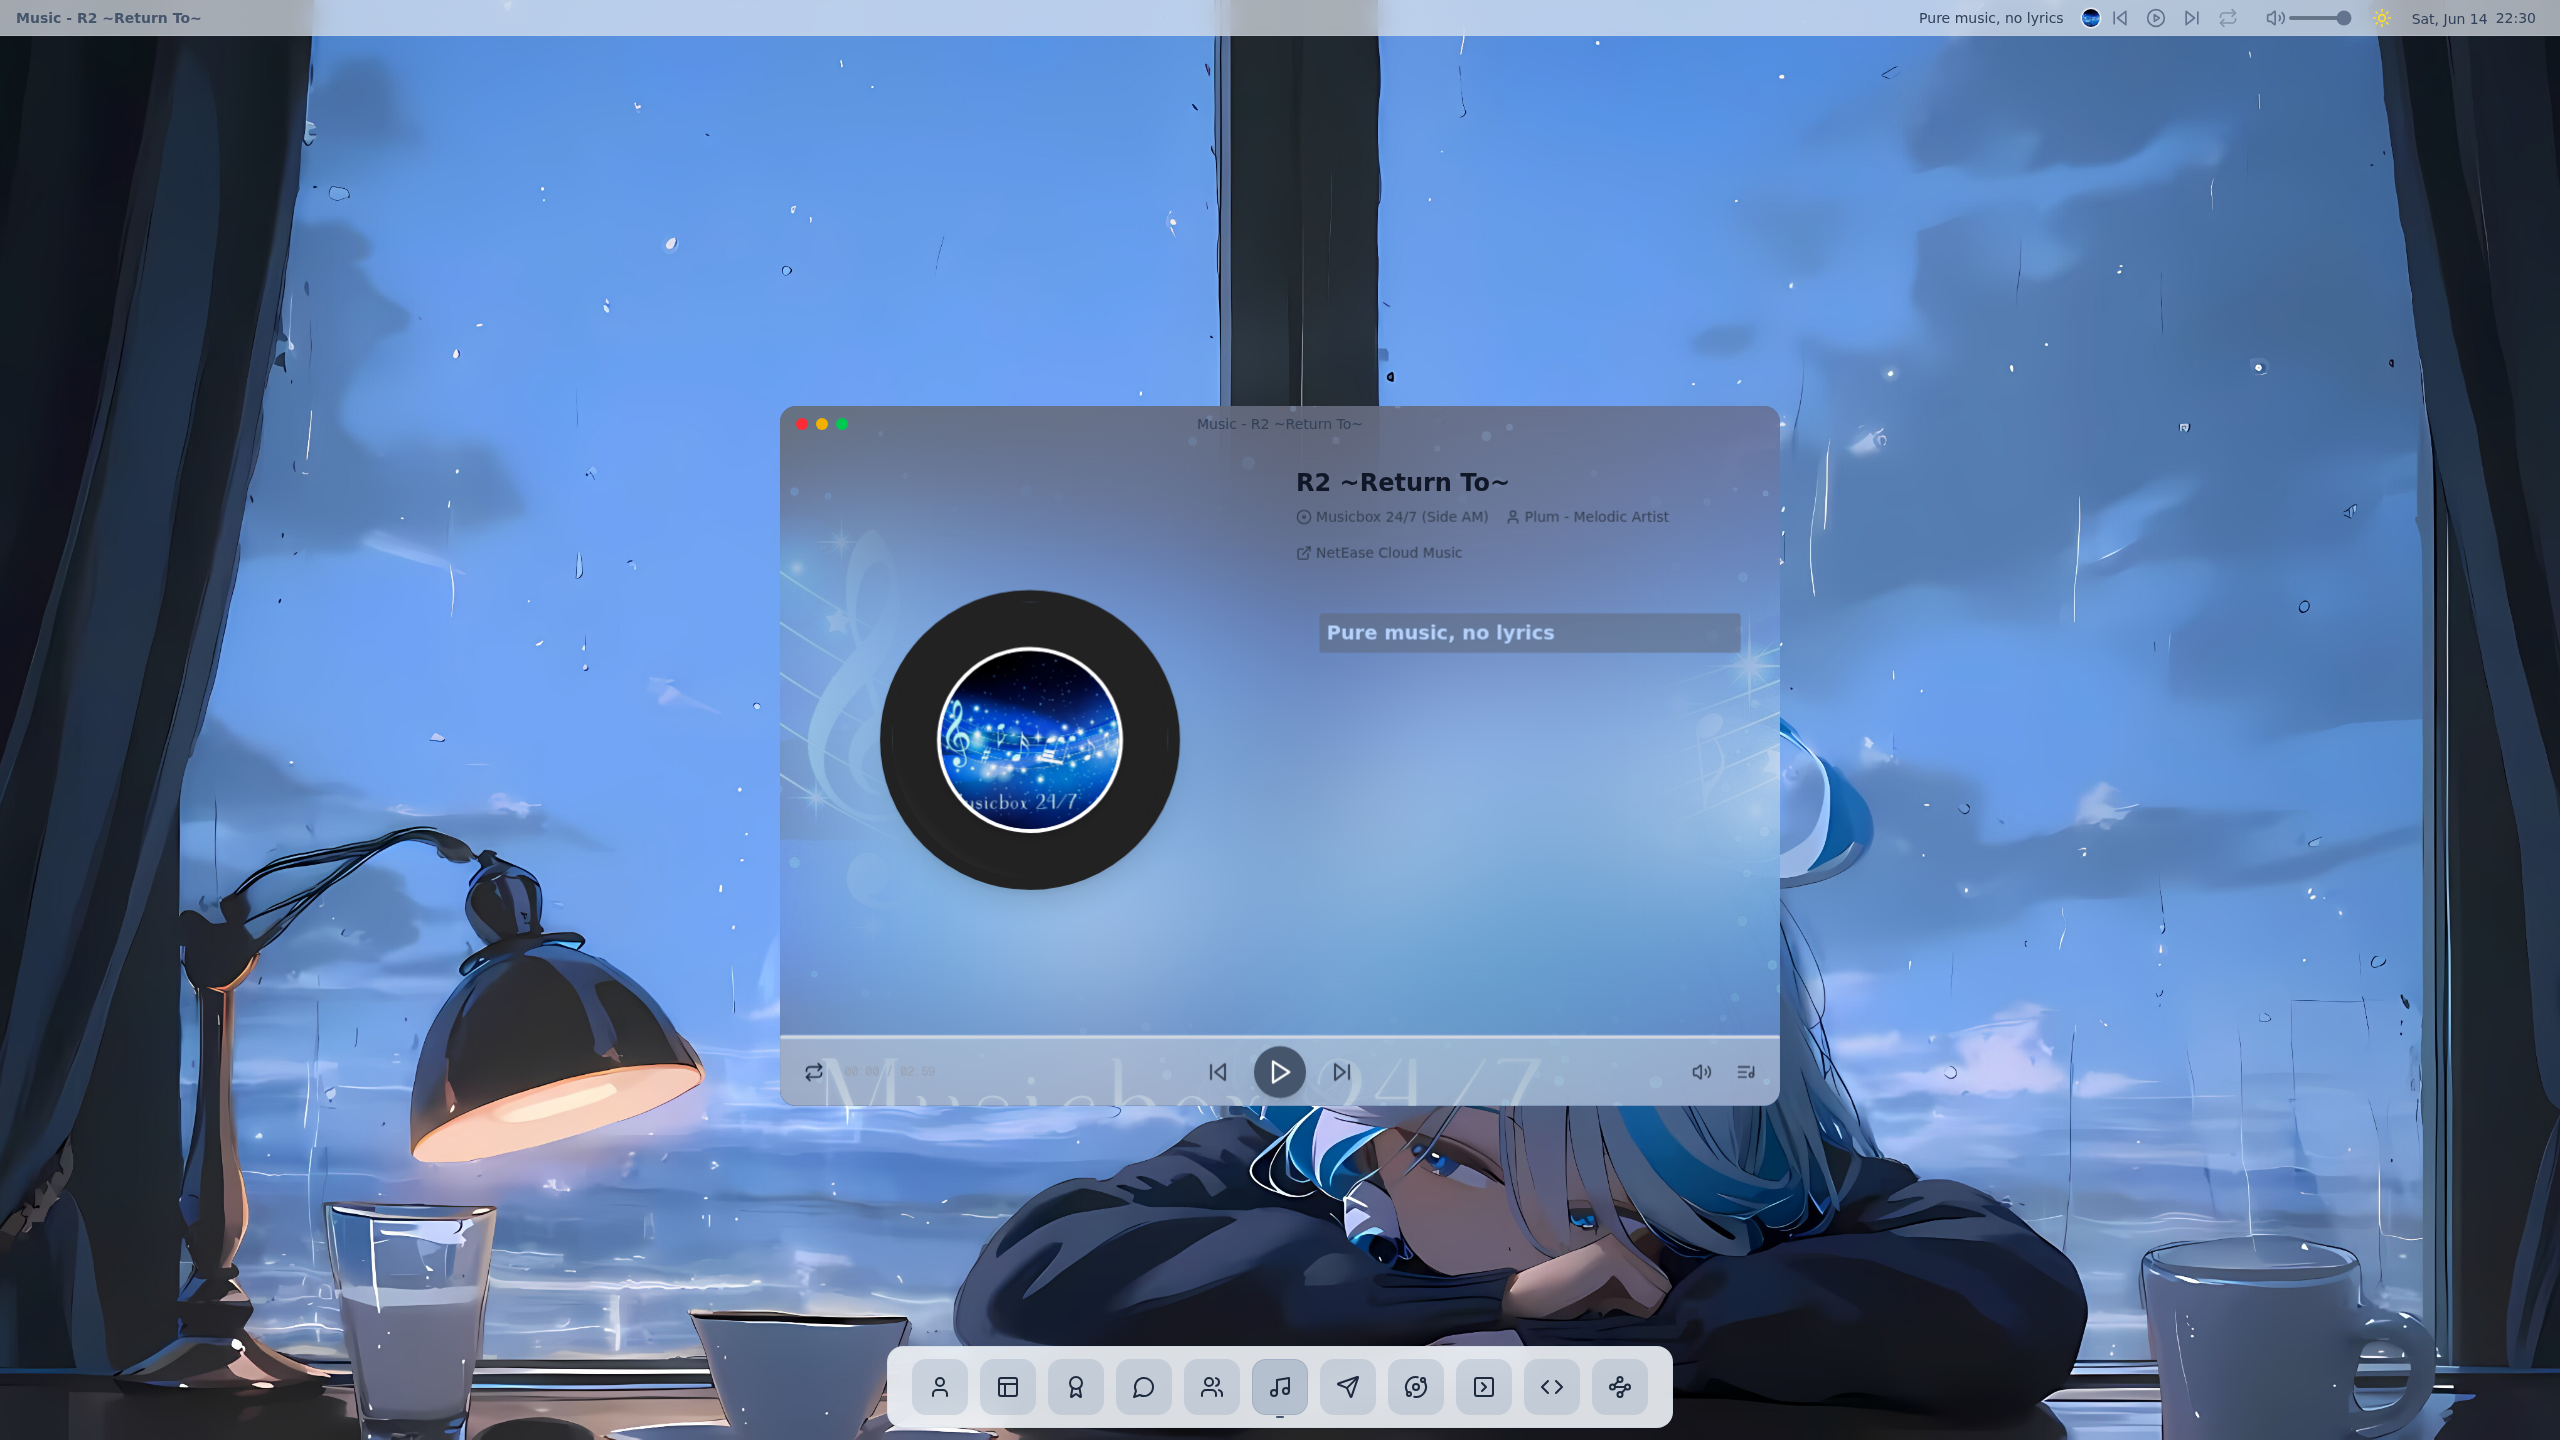 Music - R2 ~Return To~
Pure music, no lyrics
Sat, Jun 14 22:30
Music - R2 ~Return To~
R2 ~Return To~
Musicbox 24/7 (Side AM) Plum - Melodic Artist
NetEase Cloud Music
Pure music, no lyrics
usicbox 24/7
00:00 / 02:59
Musicbox 24/7